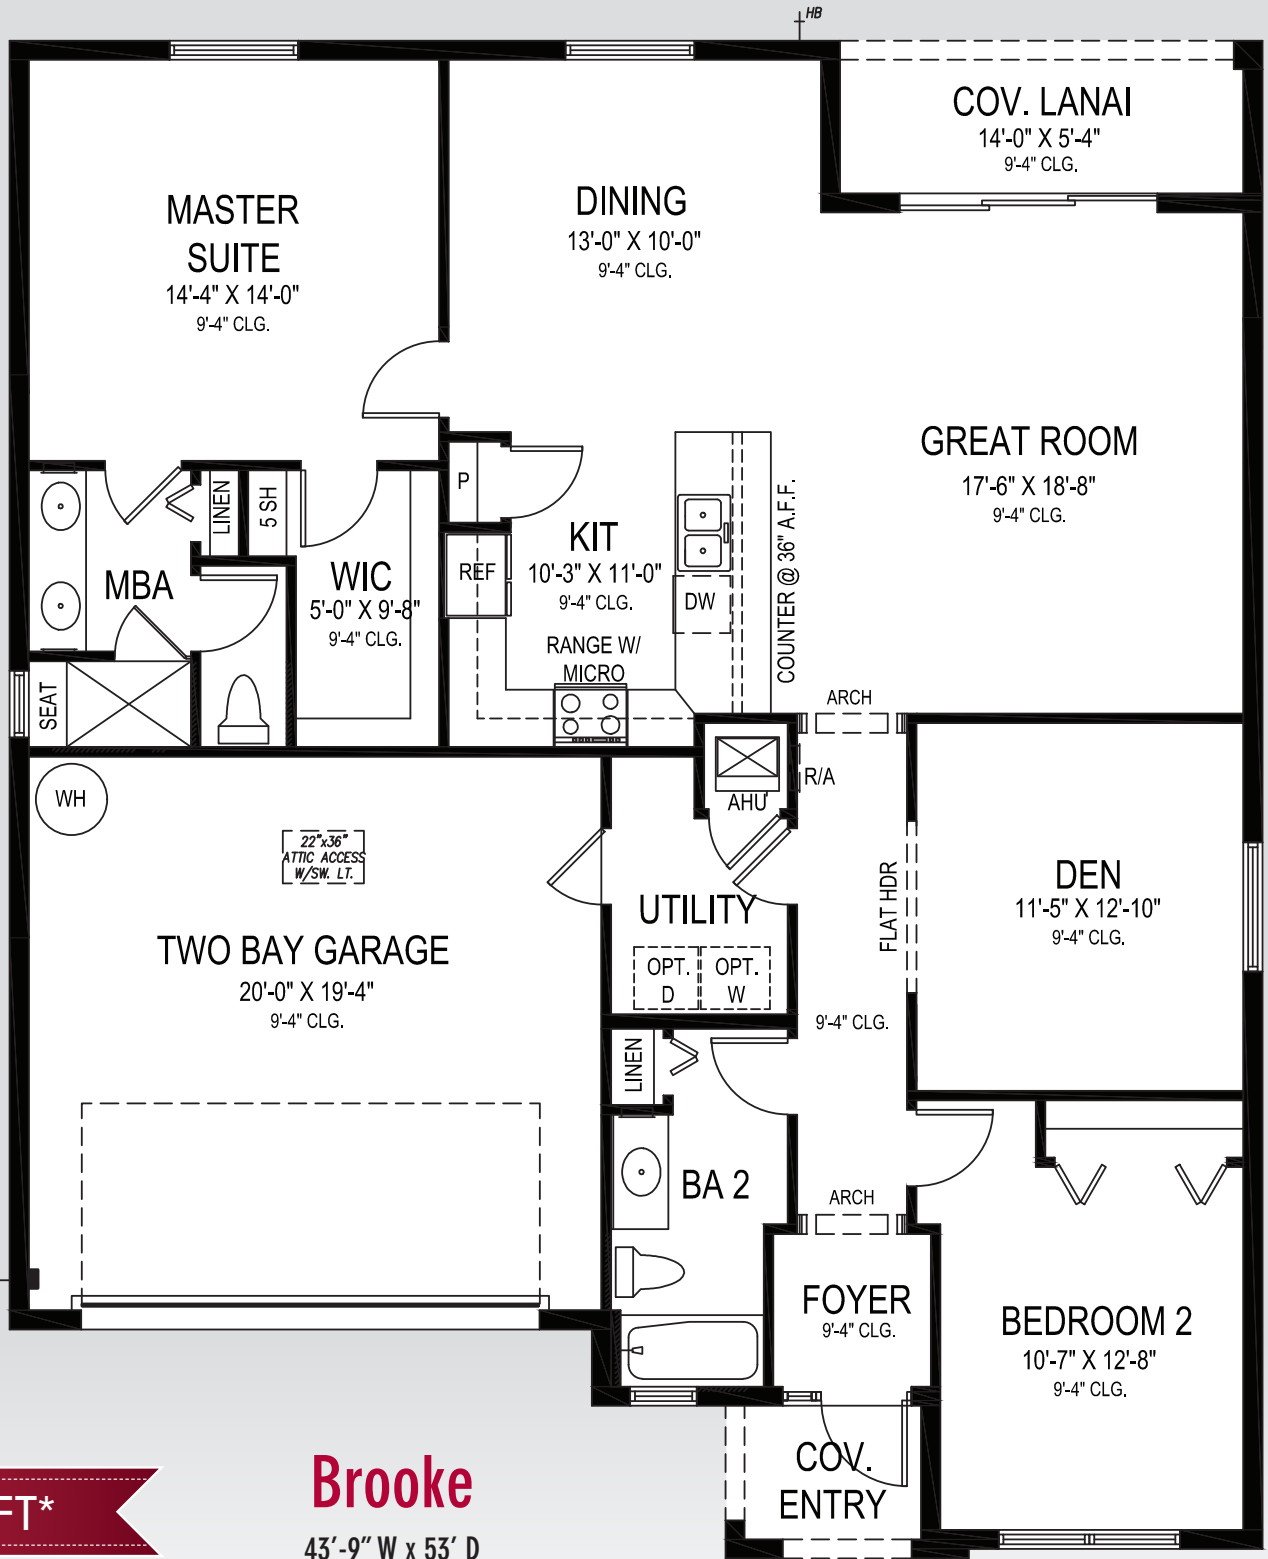 HB
COV. LANAI
14'-0" X 5'-4"
9'-4" CLG.
MASTER
SUITE
14'-4" X 14'-0"
9'-4" CLG.
DINING
13'-0" X 10'-0"
9'-4" CLG.
GREAT ROOM
17'-6" X 18'-8"
9'-4" CLG.
P
LINEN
5 SH
KIT
10'-3" X 11'-0"
9'-4" CLG.
REF
DW
COUNTER @ 36" A.F.F.
MBA
WIC
5'-0" X 9'-8"
9'-4" CLG.
RANGE W/
MICRO
SEAT
ARCH
R/A
AHU
WH
22"x36"
ATTIC ACCESS
W/SW. LT.
DEN
11'-5" X 12'-10"
9'-4" CLG.
FLAT HDR
UTILITY
TWO BAY GARAGE
20'-0" X 19'-4"
9'-4" CLG.
OPT.
D
OPT.
W
9'-4" CLG.
LINEN
BA 2
ARCH
FOYER
9'-4" CLG.
BEDROOM 2
10'-7" X 12'-8"
9'-4" CLG.
COV.
ENTRY
FT*
Brooke
43'-9" W x 53' D